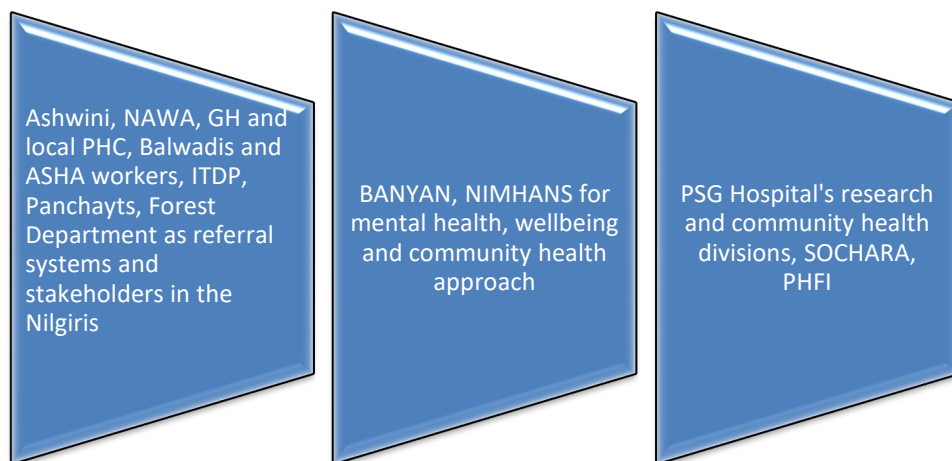 Ashwini, NAWA, GH and
local PHC, Balwadis and
ASHA workers, ITDP,
Panchayts, Forest
Department as referral
systems and
stakeholders in the
Nilgiris
BANYAN, NIMHANS for
mental health, wellbeing
and community health
approach
PSG Hospital's research
and community health
divisions, SOCHARA,
PHFI